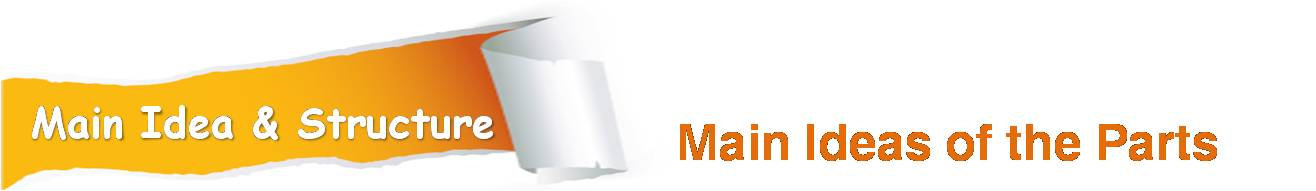 Main Idea & Structure
Main Ideas of the Parts